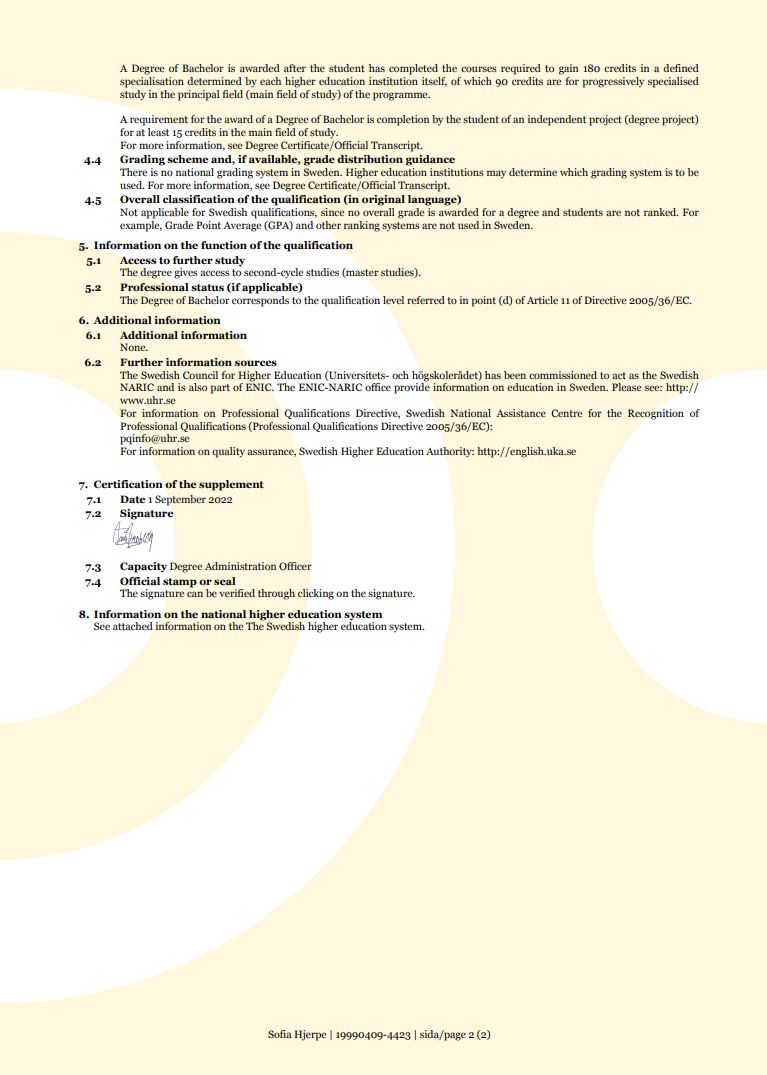 A Degree of Bachelor is awarded after the student has completed the courses required to gain 180 credits in a defined
specialisation determined by each higher education institution itself, of which 90 credits are for progressively specialised
study in the principal field (main field of study) of the programme.
A requirement for the award of a Degree of Bachelor is completion by the student of an independent project (degree project)
for at least 15 credits in the main field of study.
For more information, see Degree Certificate/Official Transcript.
4.4 Grading scheme and, if available, grade distribution guidance
There is no national grading system in Sweden. Higher education institutions may determine which grading system is to be
used. For more information, see Degree Certificate/Official Transcript.
4.5 Overall classification of the qualification (in original language)
Not applicable for Swedish qualifications, since no overall grade is awarded for a degree and students are not ranked. For
example, Grade Point Average (GPA) and other ranking systems are not used in Sweden.
5. Information on the function of the qualification
5.1 Access to further study
The degree gives access to second-cycle studies (master studies).
5.2 Professional status (if applicable)
The Degree of Bachelor corresponds to the qualification level referred to in point (d) of Article 11 of Directive 2005/36/EC.
6. Additional information
6.1 Additional information
None.
6.2 Further information sources
The Swedish Council for Higher Education (Universitets- och högskolerådet) has been commissioned to act as the Swedish
NARIC and is also part of ENIC. The ENIC-NARIC office provide information on education in Sweden. Please see: http://
www.uhr.se
For information on Professional Qualifications Directive, Swedish National Assistance Centre for the Recognition of
Professional Qualifications (Professional Qualifications Directive 2005/36/EC):
pqinfo@uhr.se
For information on quality assurance, Swedish Higher Education Authority: http://english.uka.se
7. Certification of the supplement
7.1 Date 1 September 2022
7.2 Signature
7.3 Capacity Degree Administration Officer
7.4 Official stamp or seal
The signature can be verified through clicking on the signature.
8. Information on the national higher education system
See attached information on the The Swedish higher education system.
Sofia Hjerpe | 19990409-4423 | sida/page 2 (2)